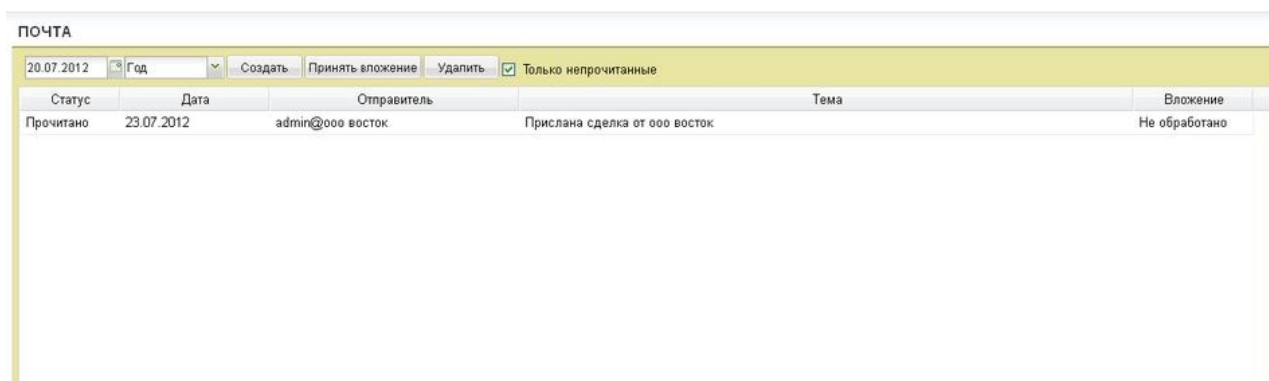 ПОЧТА
20.07.2012 Год Создать Принять вложение Удалить Только непрочитанные
Статус Дата Отправитель Тема Вложение
Прочитано 23.07.2012 admin@ооо восток Прислана сделка от ооо восток Не обработано